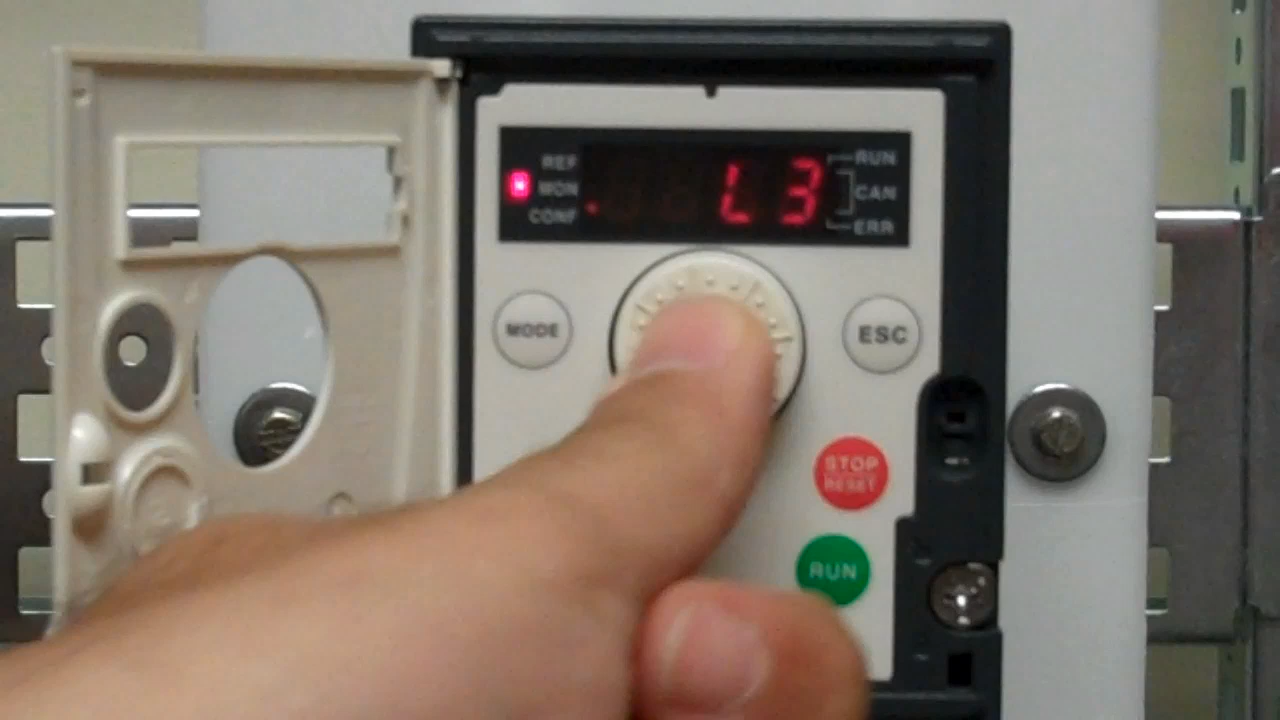 REF
MON
CONF
L3
RUN
CAN
ERR
MODE
ESC
STOP
RESET
RUN